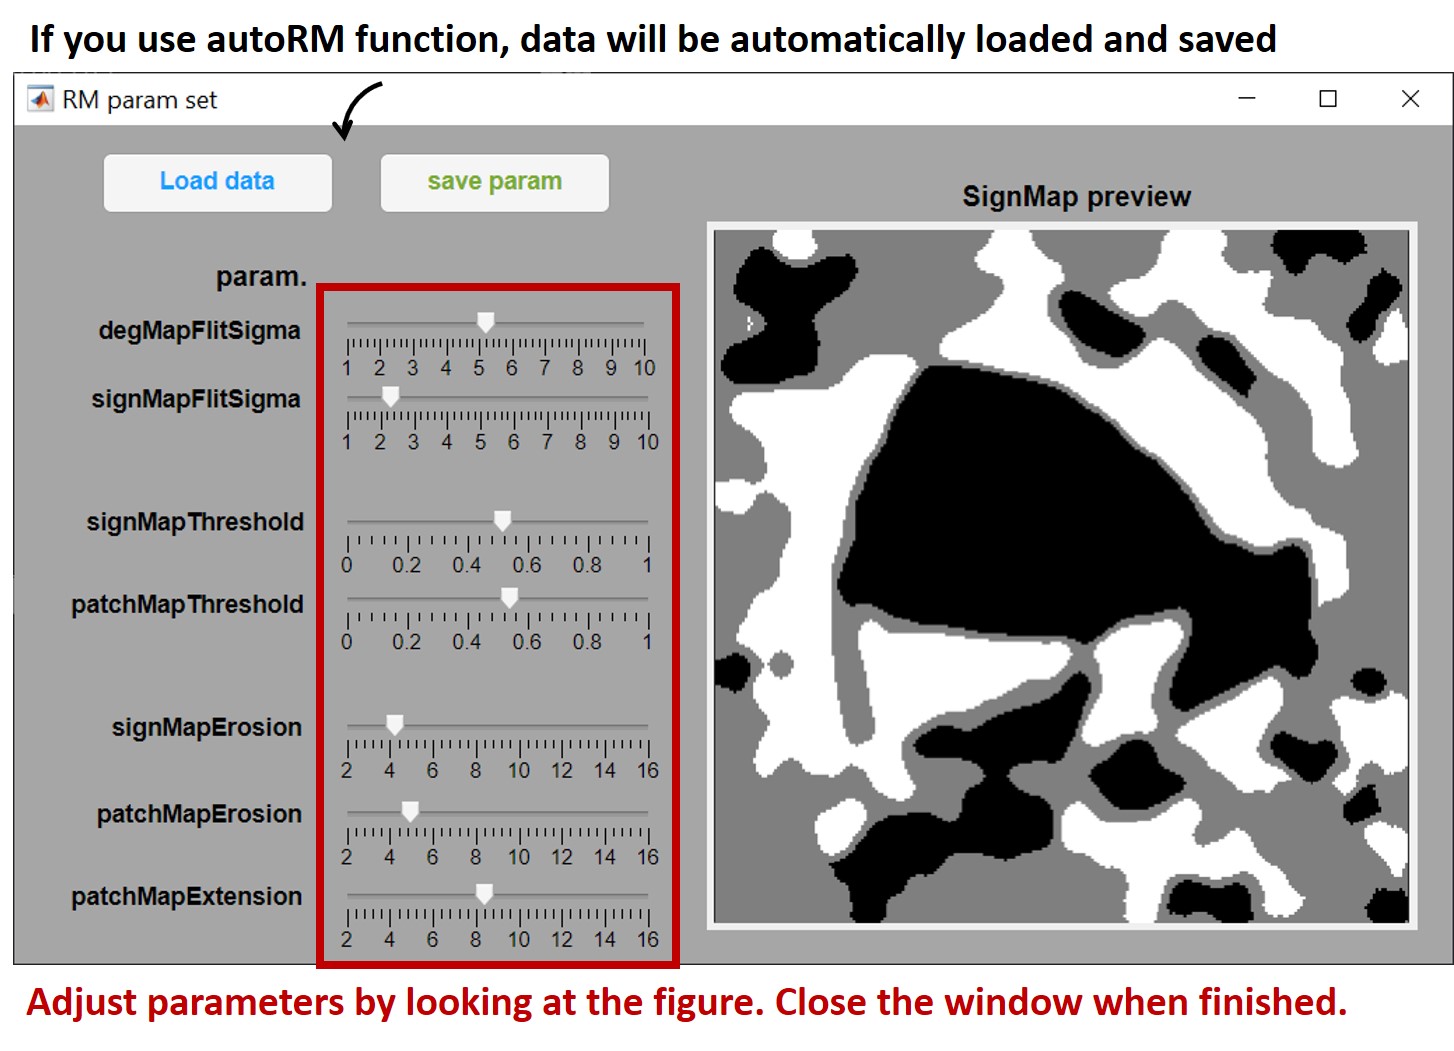 If you use autoRM function, data will be automatically loaded and saved
RM param set
Load data
save param
SignMap preview
param.
degMapFlitSigma
1 2 3 4 5 6 7 8 9 10
signMapFlitSigma
1 2 3 4 5 6 7 8 9 10
signMapThreshold
0 0.2 0.4 0.6 0.8 1
patchMapThreshold
0 0.2 0.4 0.6 0.8 1
signMapErosion
2 4 6 8 10 12 14 16
patchMapErosion
2 4 6 8 10 12 14 16
patchMapExtension
2 4 6 8 10 12 14 16
Adjust parameters by looking at the figure. Close the window when finished.